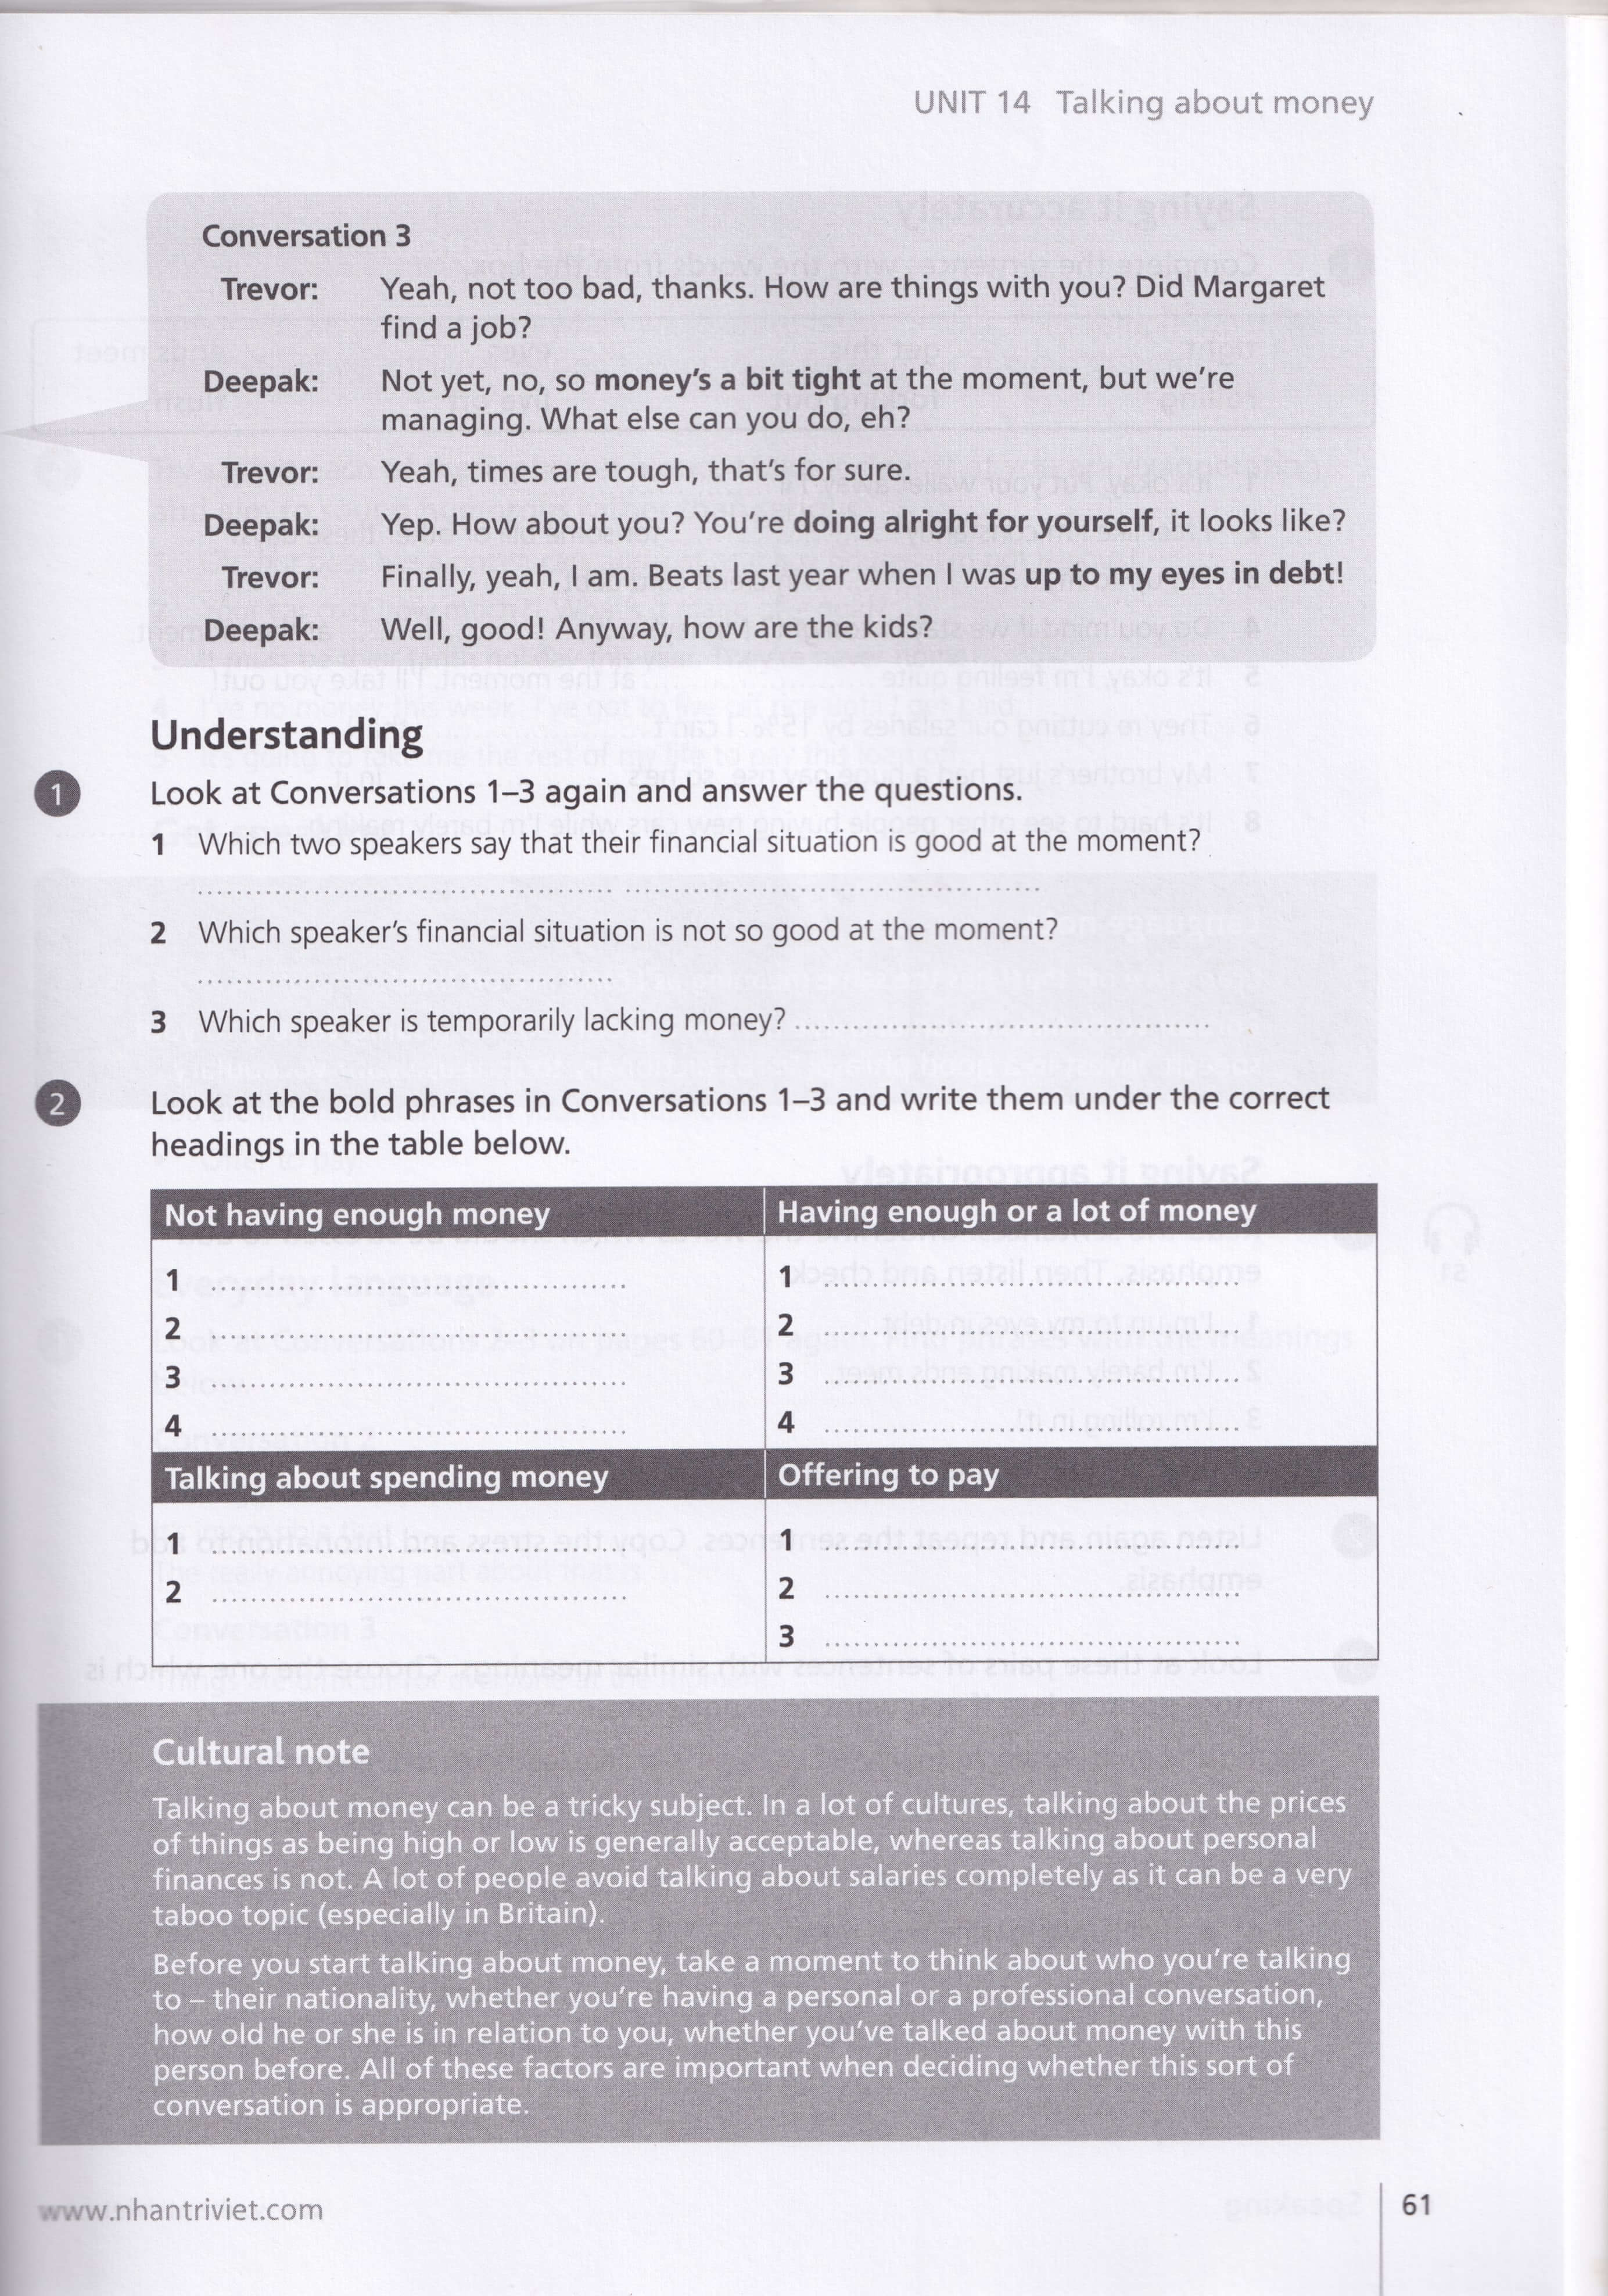 UNIT 14 Talking about money
Conversation 3
Trevor: Yeah, not too bad, thanks. How are things with you? Did Margaret
find a job?
Deepak: Not yet, no, so money's a bit tight at the moment, but we're
managing. What else can you do, eh?
Trevor: Yeah, times are tough, that's for sure.
Deepak: Yep. How about you? You're doing alright for yourself, it looks like?
Trevor: Finally, yeah, I am. Beats last year when I was up to my eyes in debt!
Deepak: Well, good! Anyway, how are the kids?
Understanding
1 Look at Conversations 1–3 again and answer the questions.
1 Which two speakers say that their financial situation is good at the moment?
2 Which speaker's financial situation is not so good at the moment?
3 Which speaker is temporarily lacking money?
2 Look at the bold phrases in Conversations 1–3 and write them under the correct
headings in the table below.
Not having enough money Having enough or a lot of money
1 1
2 2
3 3
4 4
Talking about spending money Offering to pay
1 1
2 2
3
Cultural note
Talking about money can be a tricky subject. In a lot of cultures, talking about the prices
of things as being high or low is generally acceptable, whereas talking about personal
finances is not. A lot of people avoid talking about salaries completely as it can be a very
taboo topic (especially in Britain).
Before you start talking about money, take a moment to think about who you're talking
to – their nationality, whether you're having a personal or a professional conversation,
how old he or she is in relation to you, whether you've talked about money with this
person before. All of these factors are important when deciding whether this sort of
conversation is appropriate.
www.nhantriviet.com
61